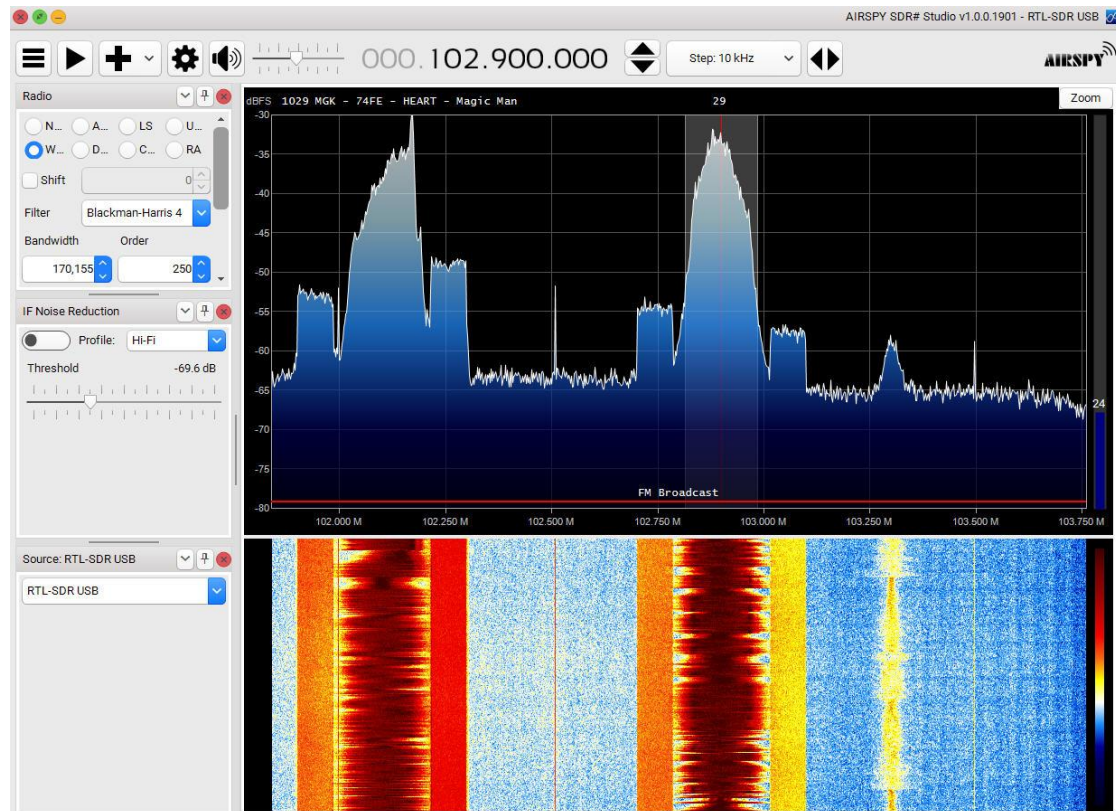 AIRSPY SDR# Studio v1.0.0.1901 - RTL-SDR USB
000.102.900.000
Step: 10 kHz
AIRSPY
Radio
N... A... LS U...
W... D... C... RA
Shift 0
Filter Blackman-Harris 4
Bandwidth Order
170,155 250
IF Noise Reduction
Profile: Hi-Fi
Threshold -69.6 dB
Source: RTL-SDR USB
RTL-SDR USB
dBFS 1029 MGK - 74FE - HEART - Magic Man 29
Zoom
-30
-35
-40
-45
-50
-55
-60
-65
-70
-75
-80
24
FM Broadcast
102.000 M 102.250 M 102.500 M 102.750 M 103.000 M 103.250 M 103.500 M 103.750 M